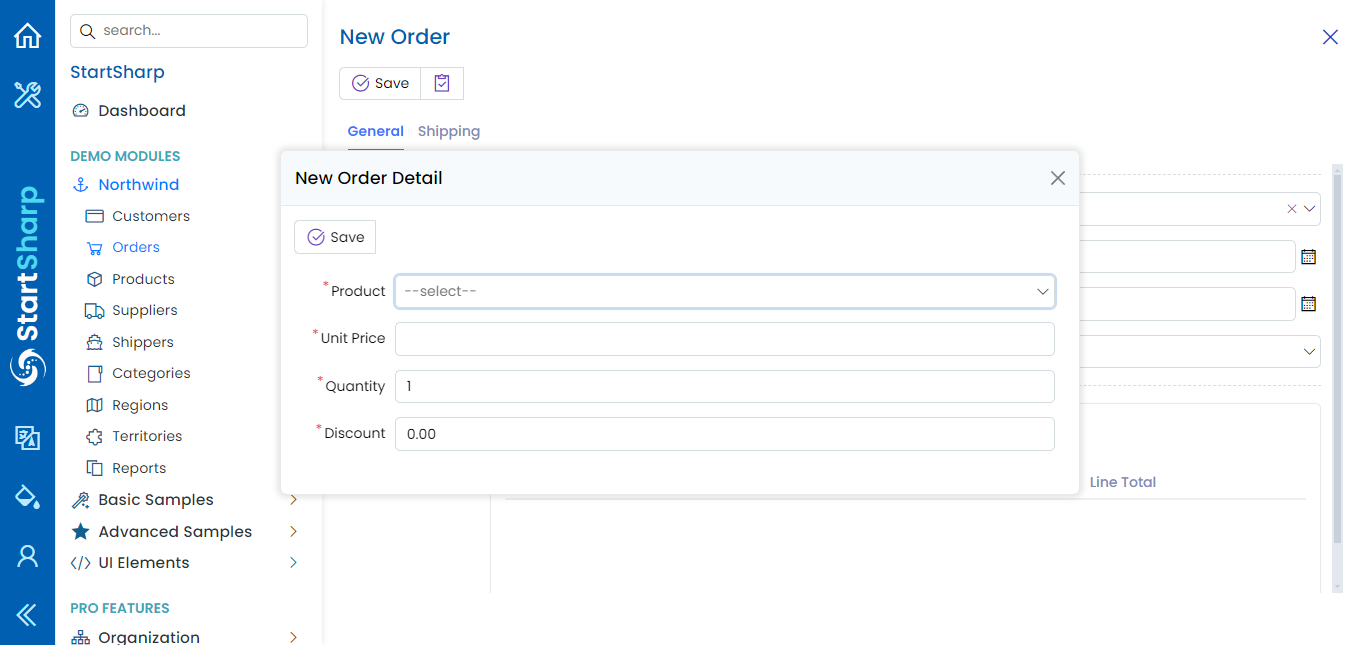 StartSharp
search...
StartSharp
Dashboard
DEMO MODULES
Northwind
Customers
Orders
Products
Suppliers
Shippers
Categories
Regions
Territories
Reports
Basic Samples
Advanced Samples
UI Elements
PRO FEATURES
Organization
New Order
Save
General Shipping
New Order Detail
Save
*Product --select--
*Unit Price
*Quantity 1
*Discount 0.00
Line Total